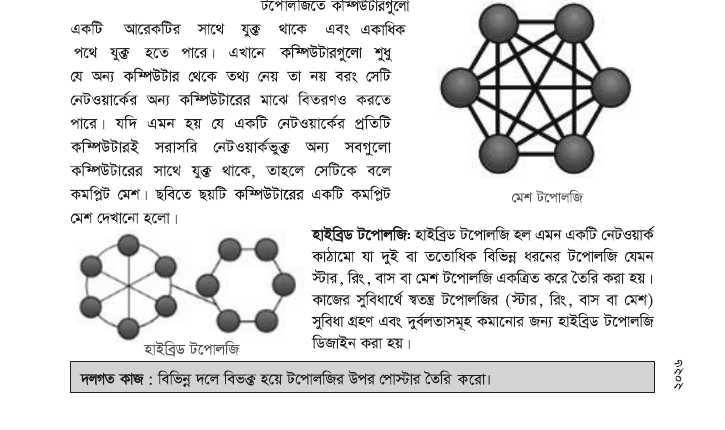 টপোলজিতে কম্পিউটারগুলো
একটি আরেকটির সাথে যুক্ত থাকে এবং একাধিক
পথে যুক্ত হতে পারে। এখানে কম্পিউটারগুলো শুধু
যে অন্য কম্পিউটার থেকে তথ্য নেয় তা নয় বরং সেটি
নেটওয়ার্কের অন্য কম্পিউটারের মাঝে বিতরণও করতে
পারে। যদি এমন হয় যে একটি নেটওয়ার্কের প্রতিটি
কম্পিউটারই সরাসরি নেটওয়ার্কভুক্ত অন্য সবগুলো
কম্পিউটারের সাথে যুক্ত থাকে, তাহলে সেটিকে বলে
কমপ্লিট মেশ। ছবিতে ছয়টি কম্পিউটারের একটি কমপ্লিট
মেশ দেখানো হলো।
মেশ টপোলজি
হাইব্রিড টপোলজি: হাইব্রিড টপোলজি হল এমন একটি নেটওয়ার্ক
কাঠামো যা দুই বা ততোধিক বিভিন্ন ধরনের টপোলজি যেমন
স্টার, রিং, বাস বা মেশ টপোলজি একত্রিত করে তৈরি করা হয়।
কাজের সুবিধার্থে স্বতন্ত্র টপোলজির (স্টার, রিং, বাস বা মেশ)
সুবিধা গ্রহণ এবং দুর্বলতাসমূহ কমানোর জন্য হাইব্রিড টপোলজি
ডিজাইন করা হয়।
হাইব্রিড টপোলজি
দলগত কাজ : বিভিন্ন দলে বিভক্ত হয়ে টপোলজির উপর পোস্টার তৈরি করো।
২০২৬